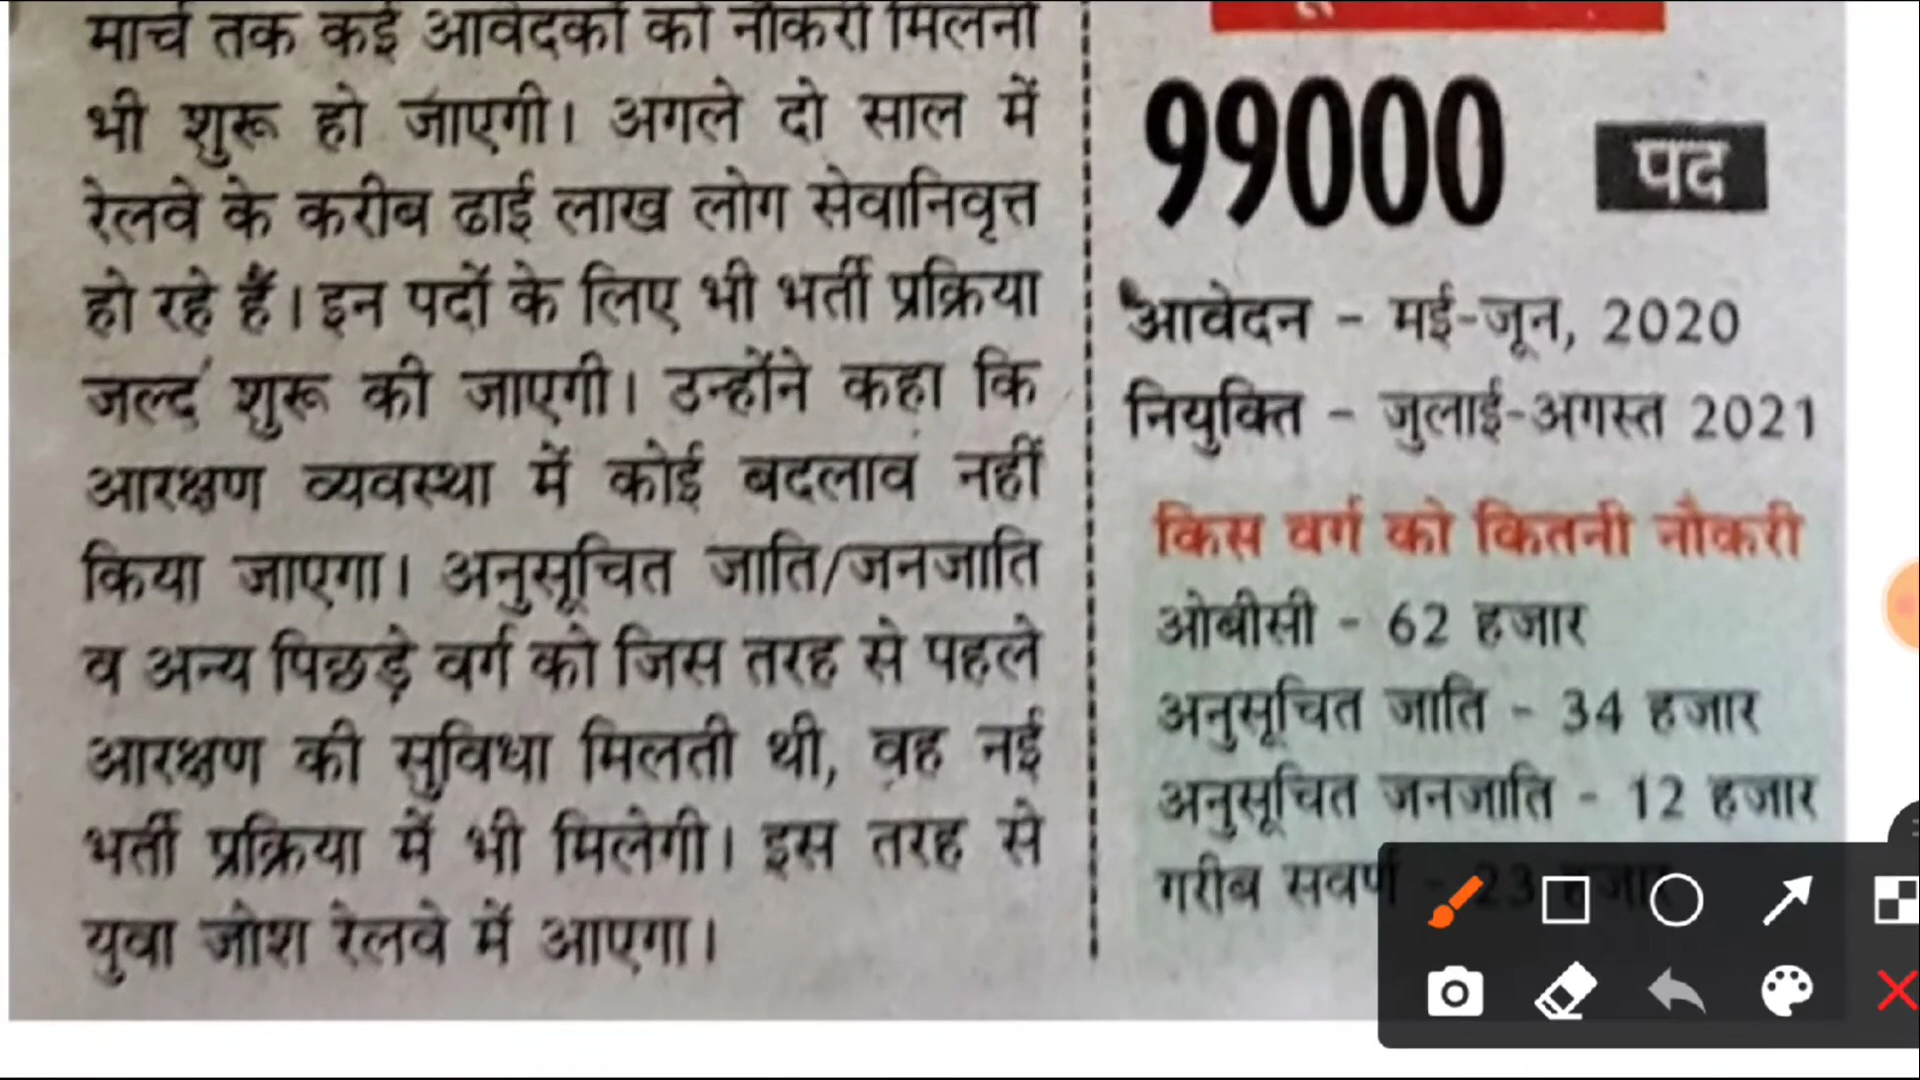 मार्च तक कई आवेदकों को नौकरी मिलनी
भी शुरू हो जाएगी। अगले दो साल में
रेलवे के करीब ढाई लाख लोग सेवानिवृत्त
हो रहे हैं। इन पदों के लिए भी भर्ती प्रक्रिया
जल्द शुरू की जाएगी। उन्होंने कहा कि
आरक्षण व्यवस्था में कोई बदलाव नहीं
किया जाएगा। अनुसूचित जाति/जनजाति
व अन्य पिछड़े वर्ग को जिस तरह से पहले
आरक्षण की सुविधा मिलती थी, वह नई
भर्ती प्रक्रिया में भी मिलेगी। इस तरह से
युवा जोश रेलवे में आएगा।
99000 पद
आवेदन - मई-जून, 2020
नियुक्ति - जुलाई-अगस्त 2021
किस वर्ग को कितनी नौकरी
ओबीसी - 62 हजार
अनुसूचित जाति - 34 हजार
अनुसूचित जनजाति - 12 हजार
गरीब सवर्ण - 23 हजार